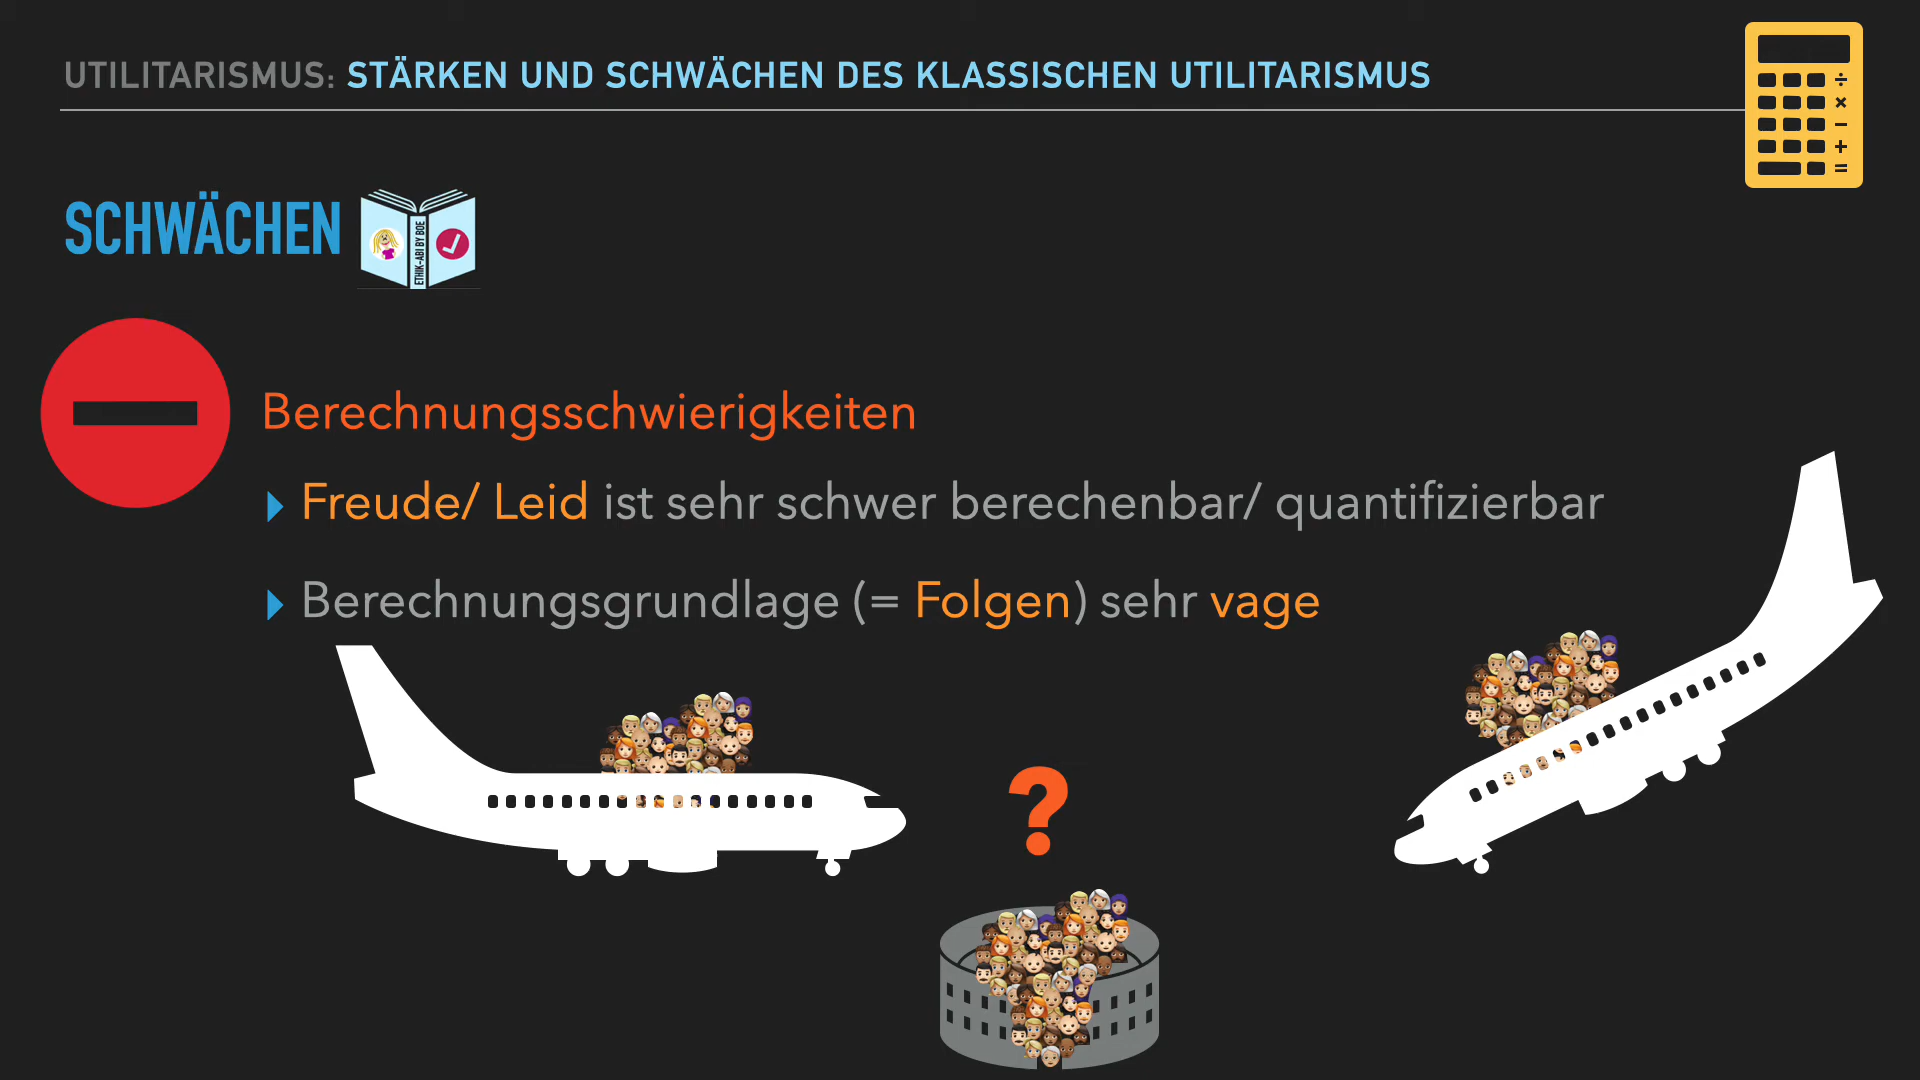 UTILITARISMUS: STÄRKEN UND SCHWÄCHEN DES KLASSISCHEN UTILITARISMUS
÷
×
−
+
=
SCHWÄCHEN
ETHIK-ABI BY BOE
Berechnungsschwierigkeiten
Freude/ Leid ist sehr schwer berechenbar/ quantifizierbar
Berechnungsgrundlage (= Folgen) sehr vage
?